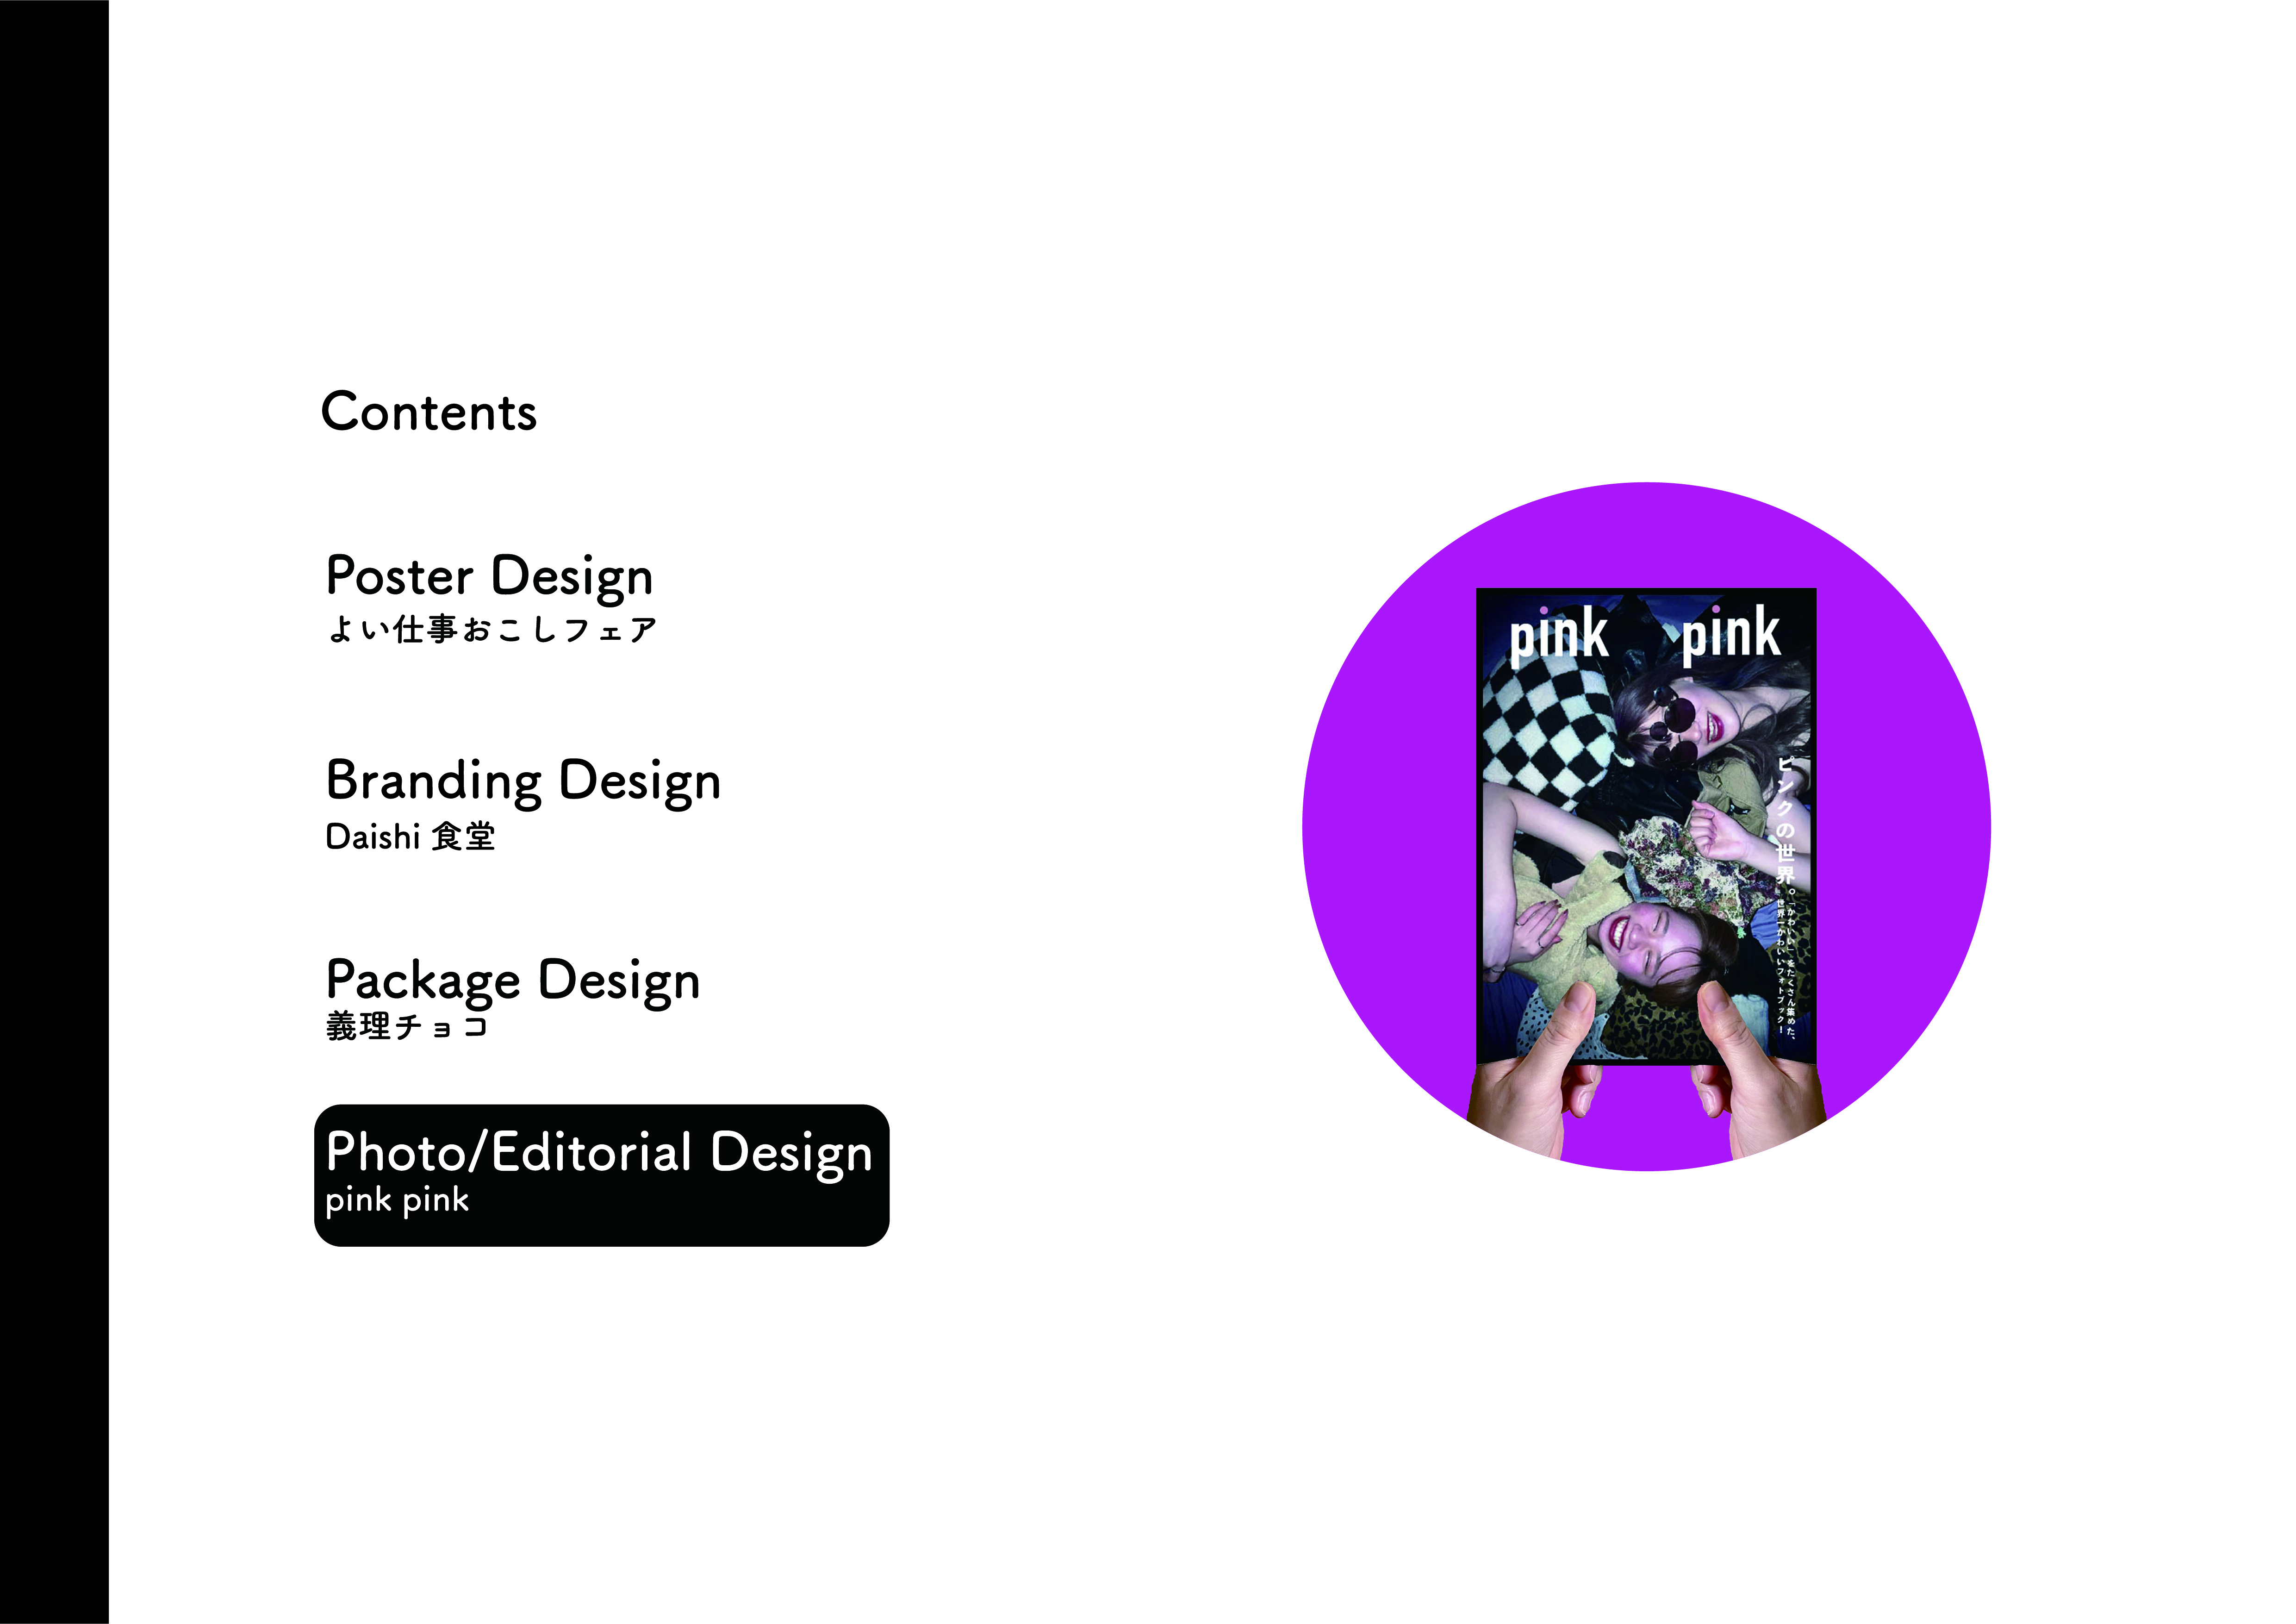 Contents
Poster Design
よい仕事おこしフェア
Branding Design
Daishi 食堂
Package Design
義理チョコ
Photo/Editorial Design
pink pink
pink pink
ピンクの世界。
「かわいい」をたくさん集めた、
世界一かわいいフォトブック!